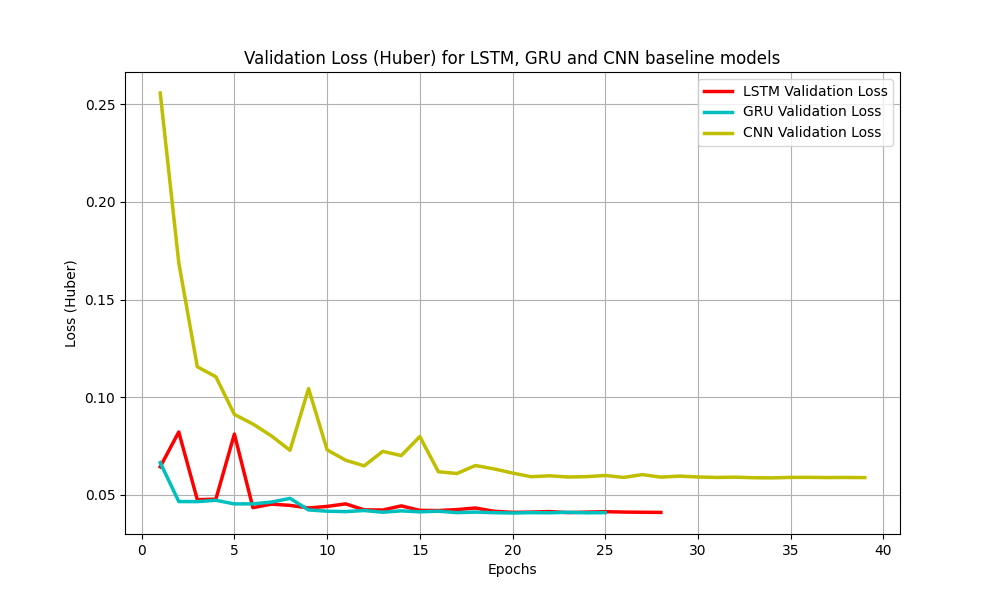 Validation Loss (Huber) for LSTM, GRU and CNN baseline models
LSTM Validation Loss
GRU Validation Loss
CNN Validation Loss
Loss (Huber)
0.25
0.20
0.15
0.10
0.05
0 5 10 15 20 25 30 35 40
Epochs